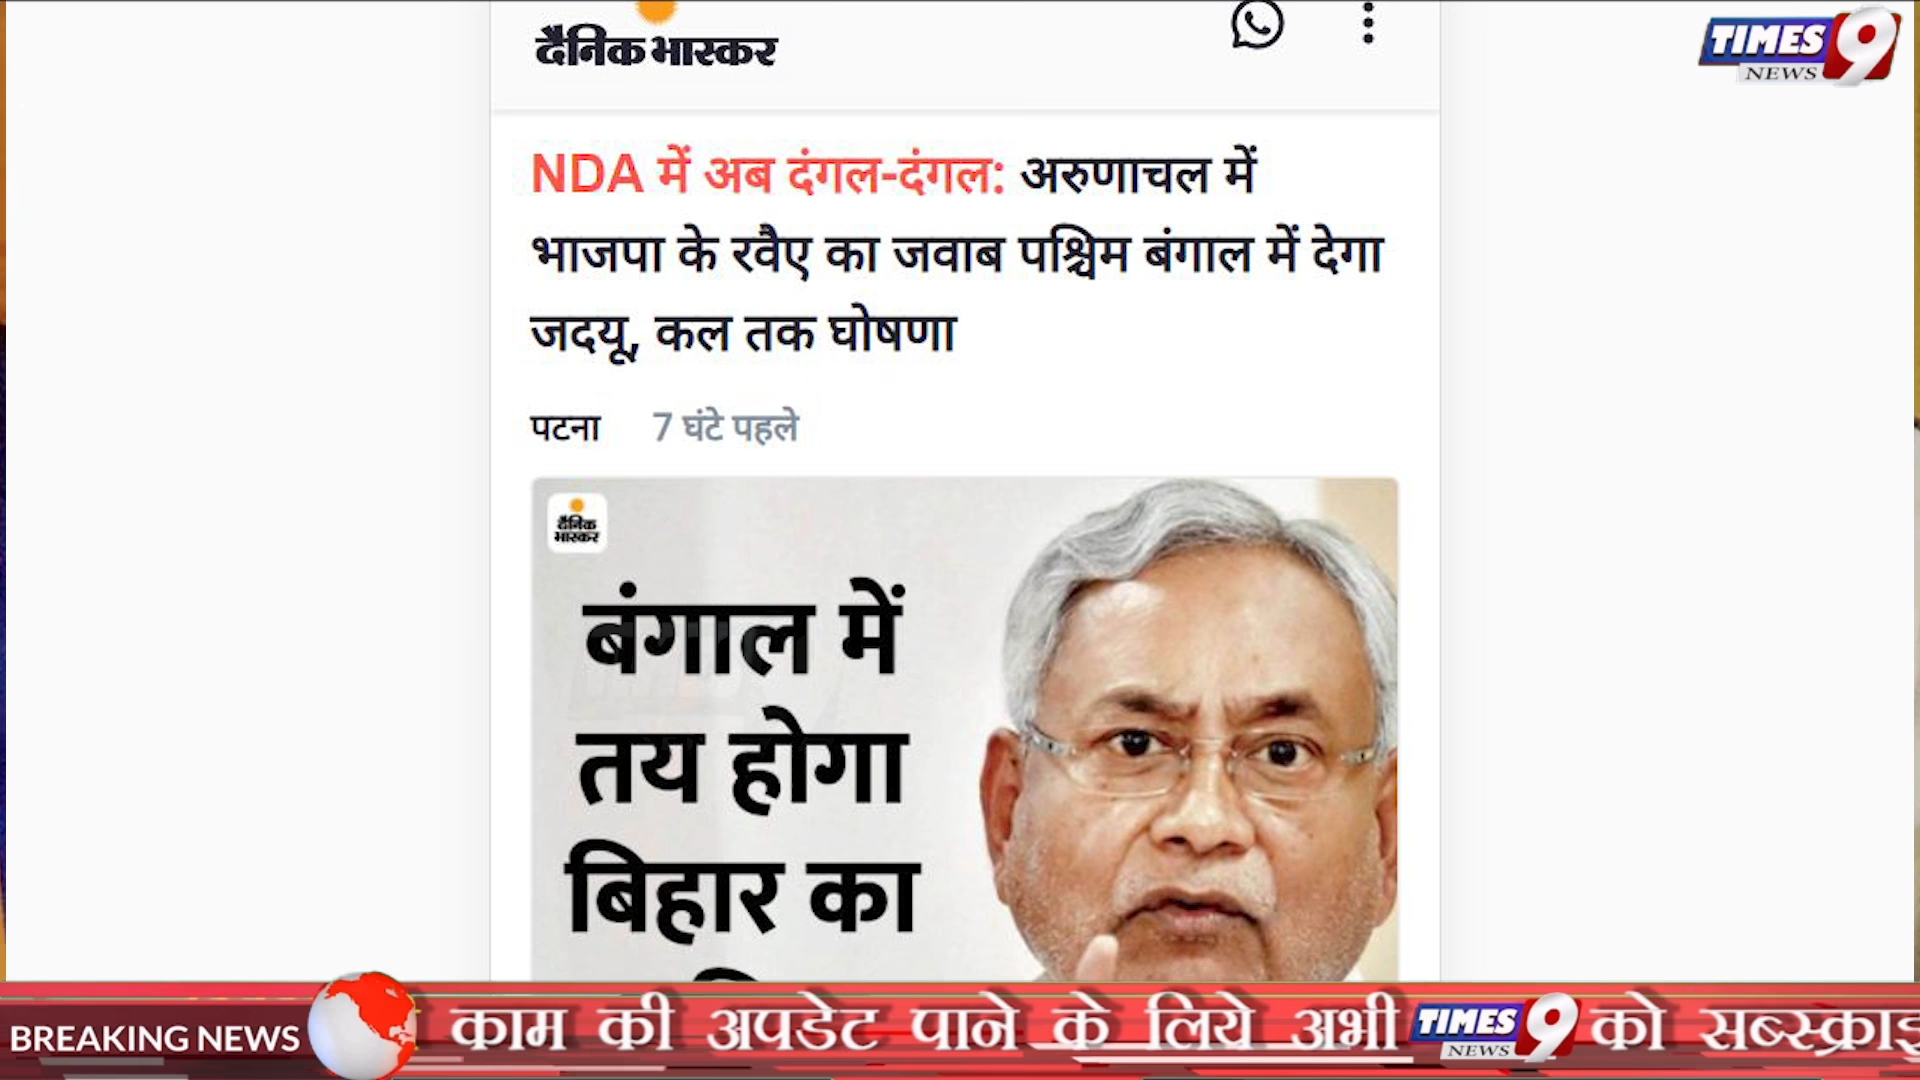 दैनिक भास्कर
TIMES 9
NEWS
NDA में अब दंगल-दंगल: अरुणाचल में
भाजपा के रवैए का जवाब पश्चिम बंगाल में देगा
जदयू, कल तक घोषणा
पटना 7 घंटे पहले
दैनिक
भास्कर
बंगाल में
तय होगा
बिहार का
BREAKING NEWS काम की अपडेट पाने के लिये अभी TIMES 9 NEWS को सब्स्क्राइ